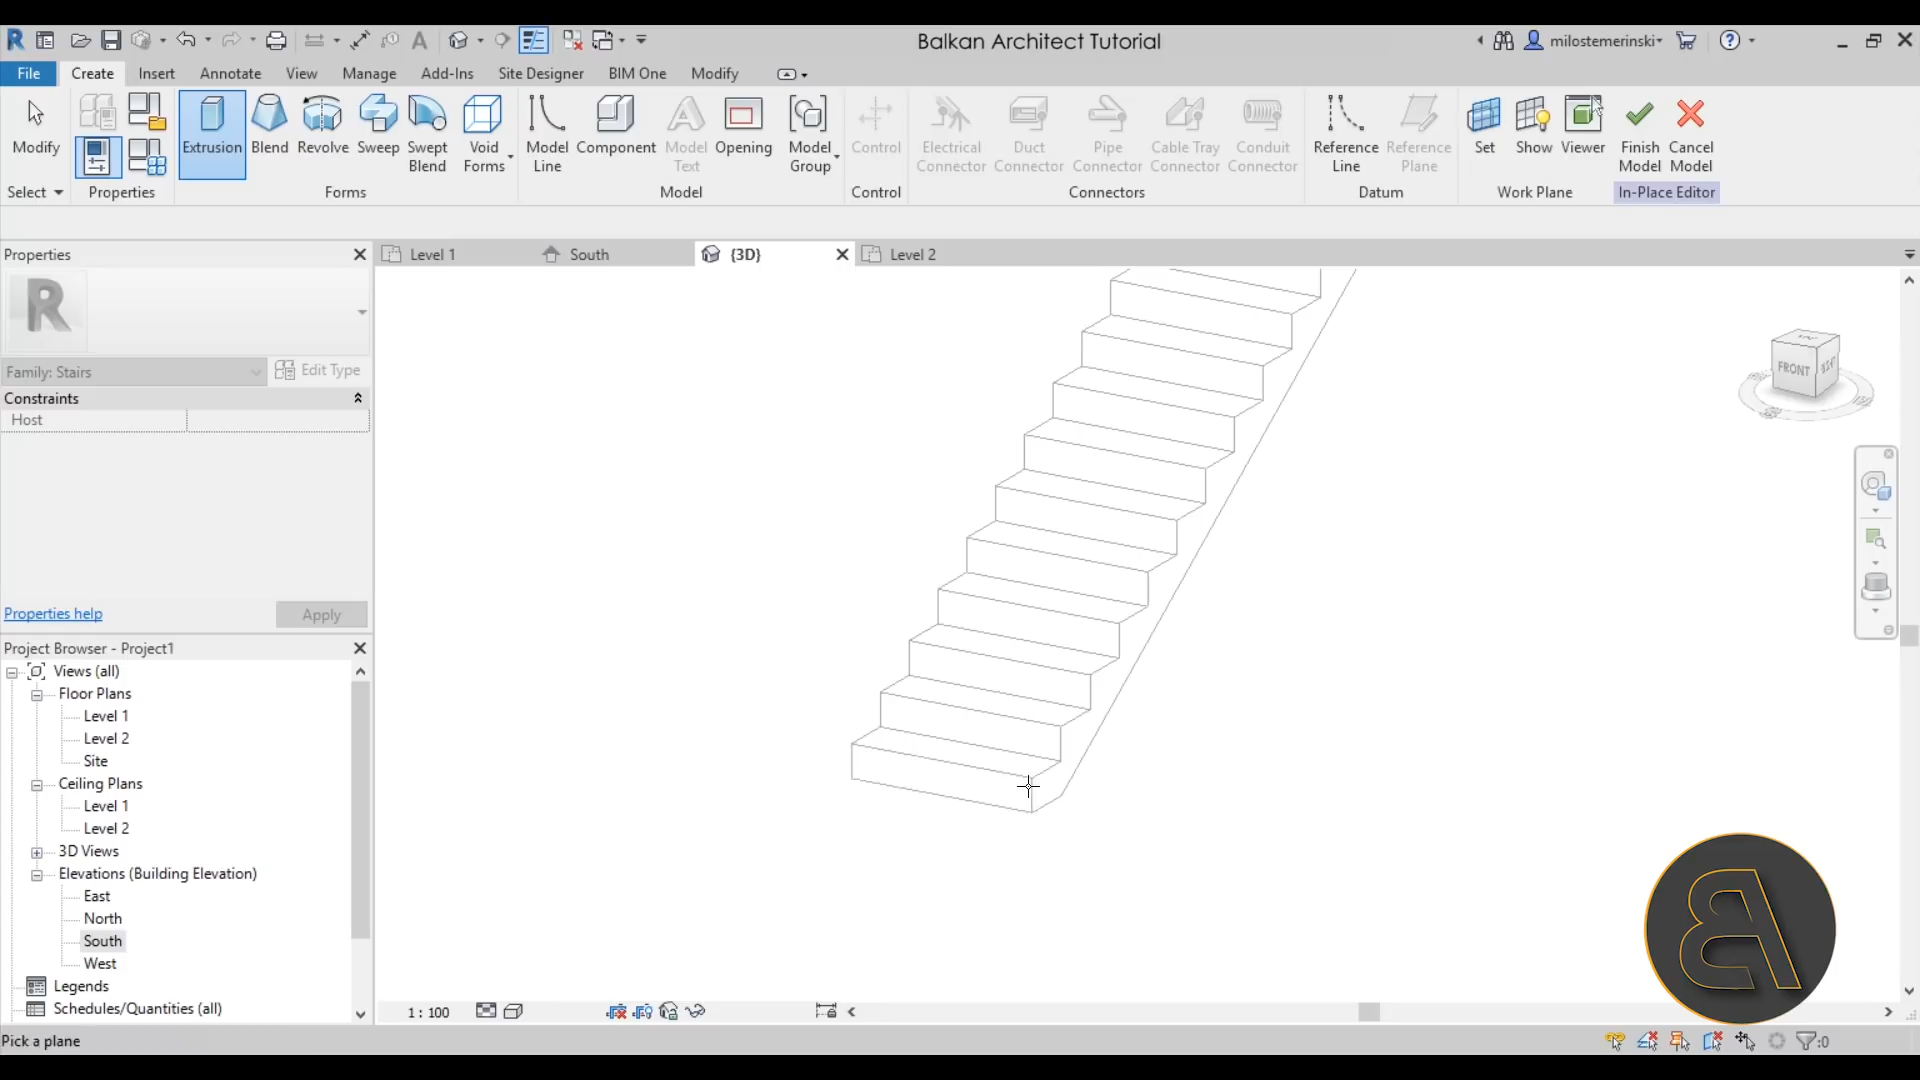 Balkan Architect Tutorial
milostemerinski
File Create Insert Annotate View Manage Add-Ins Site Designer BIM One Modify
Modify
Extrusion Blend Revolve Sweep Swept Blend Void Forms
Model Line Component Model Text Opening Model Group
Control
Electrical Connector Duct Connector Pipe Connector Cable Tray Connector Conduit Connector
Reference Line Reference Plane
Set Show Viewer Finish Model Cancel Model
Select Properties Forms Model Control Connectors Datum Work Plane In-Place Editor
Properties
Level 1 South {3D} Level 2
R
Family: Stairs Edit Type
Constraints
Host
FRONT
Properties help Apply
Project Browser - Project1
Views (all)
Floor Plans
Level 1
Level 2
Site
Ceiling Plans
Level 1
Level 2
3D Views
Elevations (Building Elevation)
East
North
South
West
Legends
Schedules/Quantities (all)
1 : 100
Pick a plane
:0